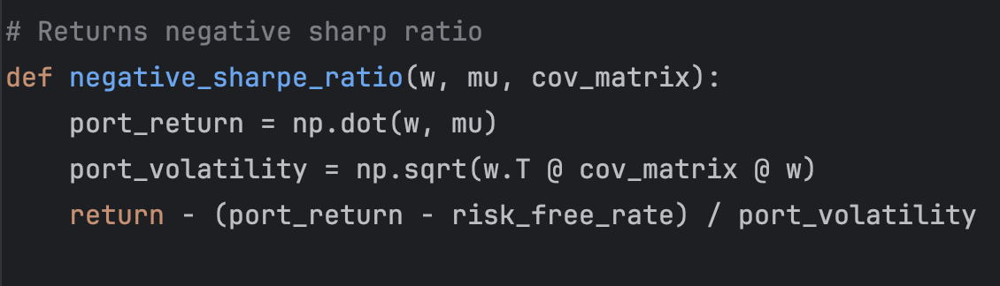 # Returns negative sharp ratio
def negative_sharpe_ratio(w, mu, cov_matrix):
    port_return = np.dot(w, mu)
    port_volatility = np.sqrt(w.T @ cov_matrix @ w)
    return - (port_return - risk_free_rate) / port_volatility